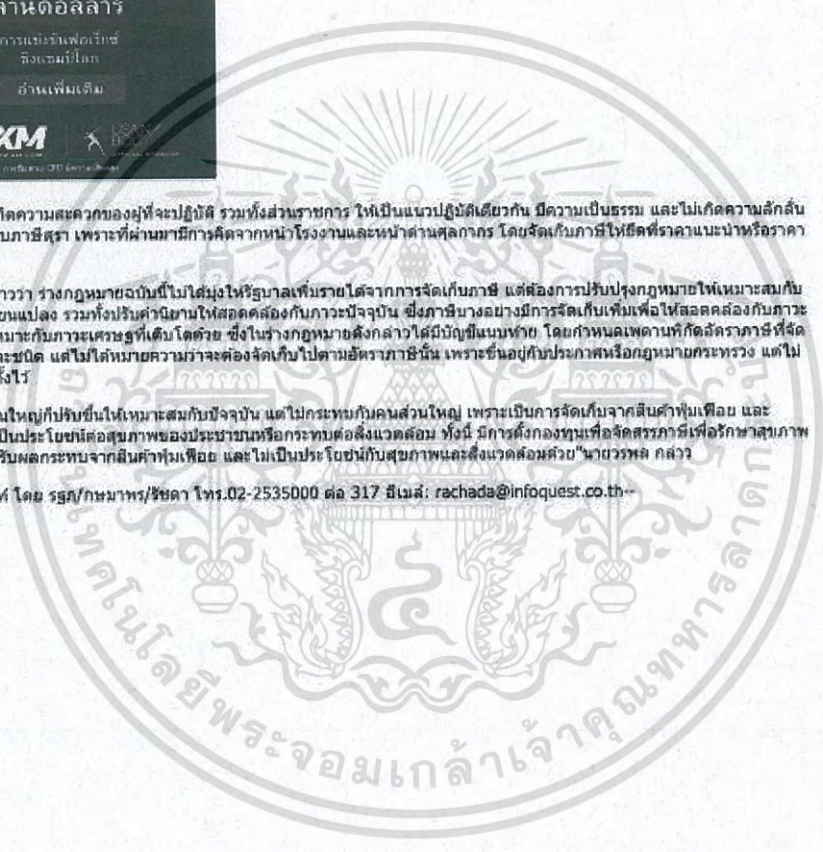 ล้านดอลลาร์
การแข่งขันฟอเร็กซ์
ชิงแชมป์โลก
อ่านเพิ่มเติม
XM
กิดความสะดวกของผู้ที่จะปฏิบัติ รวมทั้งส่วนราชการ ให้เป็นแนวปฏิบัติเดียวกัน มีความเป็นธรรม และไม่เกิดความลักลั่น
บภาษีสุรา เพราะที่ผ่านมามีการคิดจากหน้าโรงงานและหน้าด่านศุลกากร โดยจัดเก็บภาษีให้ยึดที่ราคาแนะนำหรือราคา
าวว่า ร่างกฎหมายฉบับนี้ไม่ได้มุ่งให้รัฐบาลเพิ่มรายได้จากการจัดเก็บภาษี แต่ต้องการปรับปรุงกฎหมายให้เหมาะสมกับ
ยนแปลง รวมทั้งปรับคำนิยามให้สอดคล้องกับภาวะปัจจุบัน ซึ่งภาษีบางอย่างมีการจัดเก็บเพิ่มเพื่อให้สอดคล้องกับภาวะ
หมาะกับภาวะเศรษฐที่เติบโตด้วย ซึ่งในร่างกฎหมายดังกล่าวได้มีบัญชีแนบท้าย โดยกำหนดเพดานพิกัดอัตราภาษีที่จัด
ะชนิด แต่ไม่ได้หมายความว่าจะต้องจัดเก็บไปตามอัตราภาษีนั้น เพราะขึ้นอยู่กับประกาศหรือกฎหมายกระทรวง แต่ไม่
ั้งไว้
นใหญ่ก็ปรับขึ้นให้เหมาะสมกับปัจจุบัน แต่ไม่กระทบกับคนส่วนใหญ่ เพราะเป็นการจัดเก็บจากสินค้าฟุ่มเฟือย และ
ป็นประโยชน์ต่อสุขภาพของประชาชนหรือกระทบต่อสิ่งแวดล้อม ทั้งนี้ มีการตั้งกองทุนเพื่อจัดสรรภาษีเพื่อรักษาสุขภาพ
รับผลกระทบจากสินค้าฟุ่มเฟือย และไม่เป็นประโยชน์กับสุขภาพและสิ่งแวดล้อมด้วย"นายวรพล กล่าว
ท์ โดย รฐภ/กษมาพร/รัชดา โทร.02-2535000 ต่อ 317 อีเมล์: rachada@infoquest.co.th--
เทคโนโลยีพระจอมเกล้าเจ้าคุณทหารลาดกระบัง